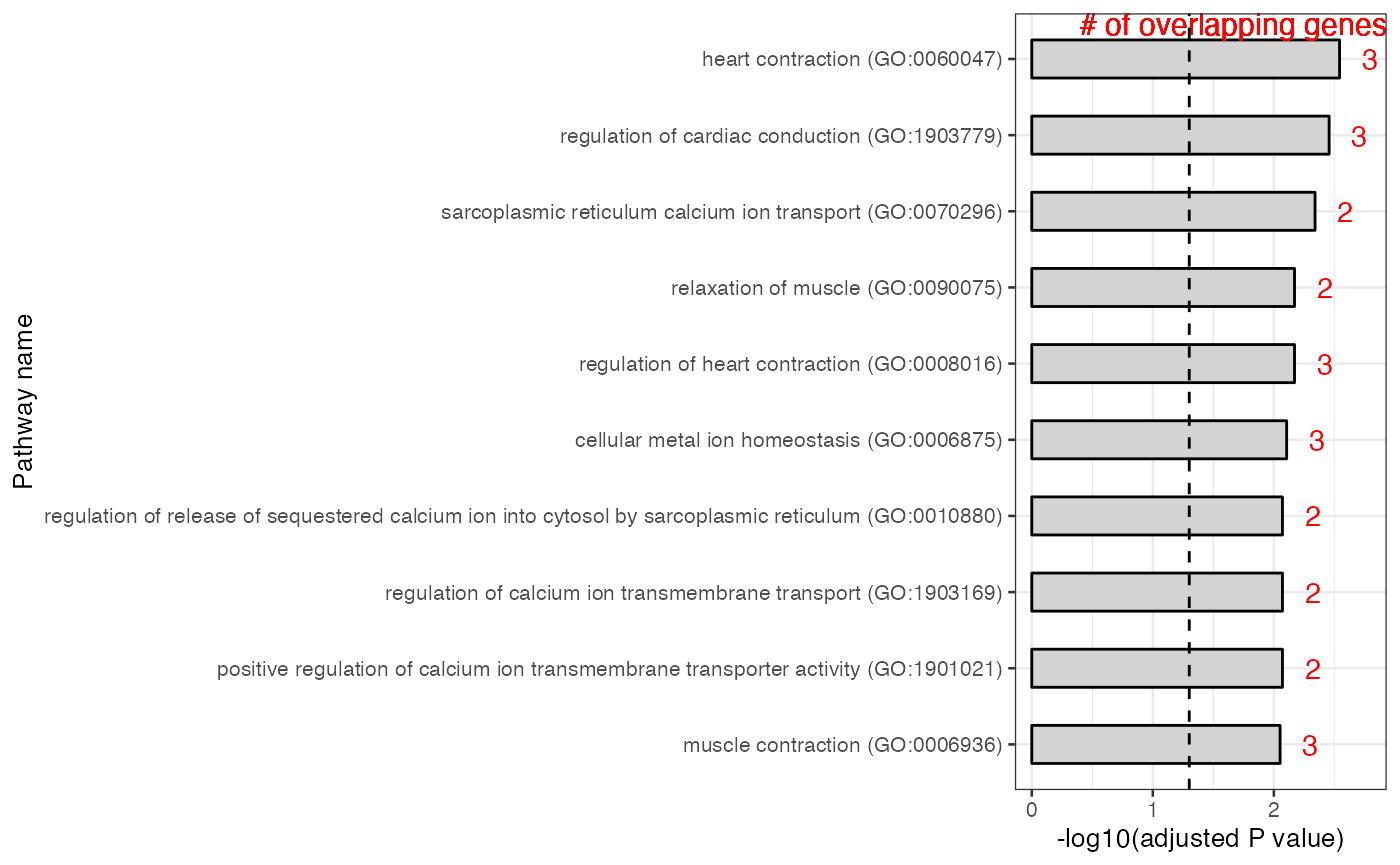 # of overlapping genes
heart contraction (GO:0060047) 3
regulation of cardiac conduction (GO:1903779) 3
sarcoplasmic reticulum calcium ion transport (GO:0070296) 2
relaxation of muscle (GO:0090075) 2
regulation of heart contraction (GO:0008016) 3
cellular metal ion homeostasis (GO:0006875) 3
regulation of release of sequestered calcium ion into cytosol by sarcoplasmic reticulum (GO:0010880) 2
regulation of calcium ion transmembrane transport (GO:1903169) 2
positive regulation of calcium ion transmembrane transporter activity (GO:1901021) 2
muscle contraction (GO:0006936) 3
Pathway name
0 1 2
-log10(adjusted P value)